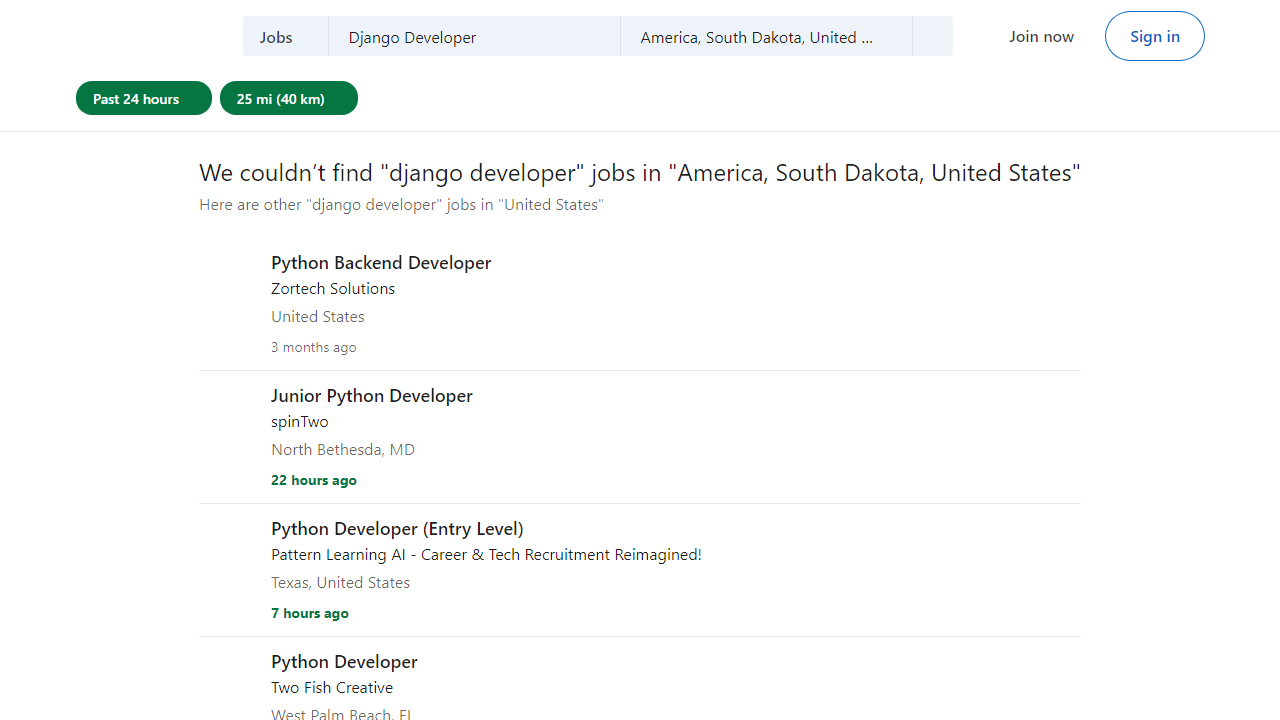 Jobs
Django Developer
America, South Dakota, United ...
Join now
Sign in
Past 24 hours
25 mi (40 km)
We couldn’t find "django developer" jobs in "America, South Dakota, United States"
Here are other "django developer" jobs in "United States"
Python Backend Developer
Zortech Solutions
United States
3 months ago
Junior Python Developer
spinTwo
North Bethesda, MD
22 hours ago
Python Developer (Entry Level)
Pattern Learning AI - Career & Tech Recruitment Reimagined!
Texas, United States
7 hours ago
Python Developer
Two Fish Creative
West Palm Beach, FL